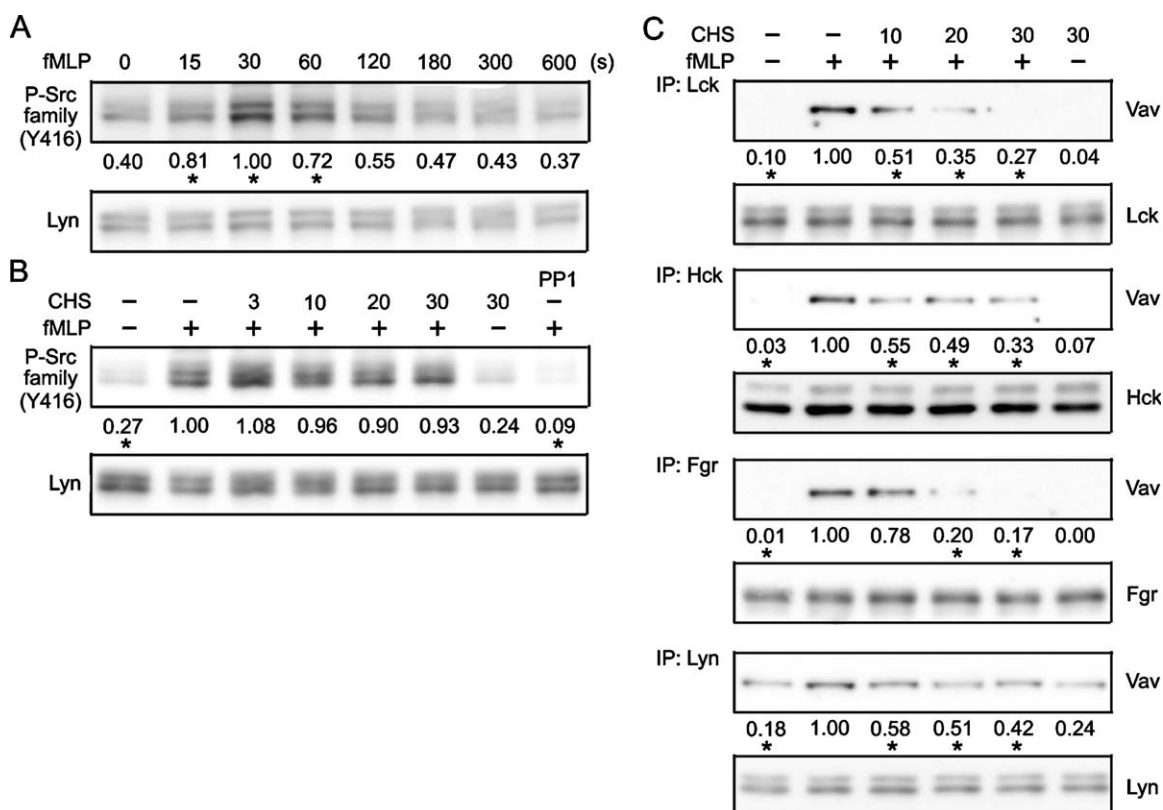 A
fMLP 0 15 30 60 120 180 300 600 (s)
P-Src
family
(Y416)
0.40 0.81 1.00 0.72 0.55 0.47 0.43 0.37
* * *
Lyn
B
PP1
CHS – – 3 10 20 30 30 –
fMLP – + + + + + – +
P-Src
family
(Y416)
0.27 1.00 1.08 0.96 0.90 0.93 0.24 0.09
* *
Lyn
C
CHS – – 10 20 30 30
fMLP – + + + + –
IP: Lck
Vav
0.10 1.00 0.51 0.35 0.27 0.04
* * * *
Lck
IP: Hck
Vav
0.03 1.00 0.55 0.49 0.33 0.07
* * * *
Hck
IP: Fgr
Vav
0.01 1.00 0.78 0.20 0.17 0.00
* * *
Fgr
IP: Lyn
Vav
0.18 1.00 0.58 0.51 0.42 0.24
* * * *
Lyn